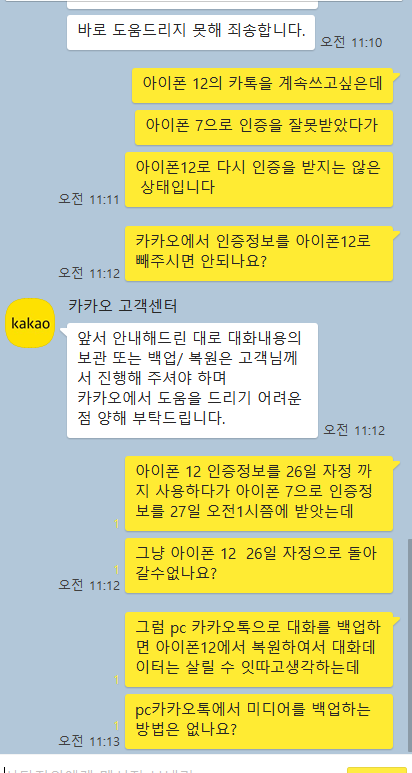 바로 도움드리지 못해 죄송합니다.
오전 11:10
아이폰 12의 카톡을 계속쓰고싶은데
아이폰 7으로 인증을 잘못받았다가
아이폰12로 다시 인증을 받지는 않은
상태입니다
오전 11:11
카카오에서 인증정보를 아이폰12로
빼주시면 안되나요?
오전 11:12
카카오 고객센터
kakao
앞서 안내해드린 대로 대화내용의
보관 또는 백업/ 복원은 고객님께
서 진행해 주셔야 하며
카카오에서 도움을 드리기 어려운
점 양해 부탁드립니다.
오전 11:12
아이폰 12 인증정보를 26일 자정 까
지 사용하다가 아이폰 7으로 인증정
보를 27일 오전1시쯤에 받앗는데
1
그냥 아이폰 12  26일 자정으로 돌아
갈수없나요?
1
오전 11:12
그럼 pc 카카오톡으로 대화를 백업하
면 아이폰12에서 복원하여서 대화데
이터는 살릴 수 잇따고생각하는데
1
pc카카오톡에서 미디어를 백업하는
방법은 없나요?
1
오전 11:13